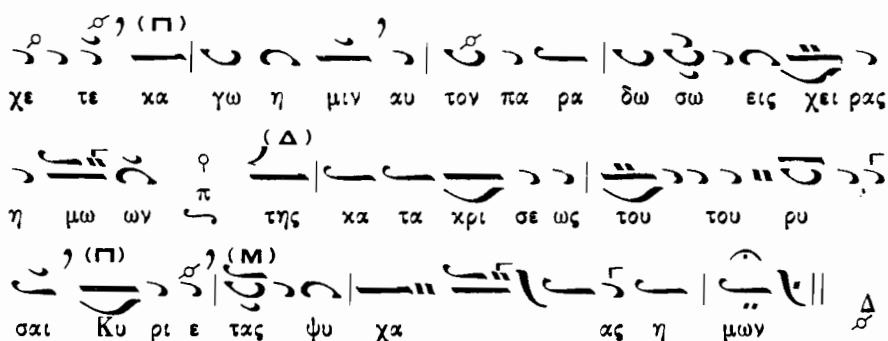 (Π)
χε τε κα γω η μιν αυ τον πα ρα δω σω εις χει ρας
(Δ)
η μω ων π της κα τα κρι σε ως του του ρυ
(Π) (Μ)
σαι Κυ ρι ε τας ψυ χα ας η μων Δ